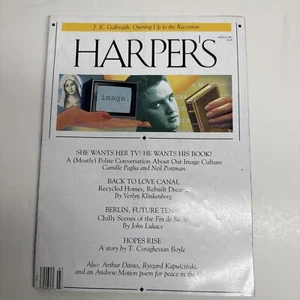 J. K. Galbraith: Owning Up to the Recession
HARPER'S
image.
SHE WANTS HER TV! HE WANTS HIS BOOK!
A (Mostly) Polite Conversation About Our Image Culture
Camille Paglia and Neil Postman
BACK TO LOVE CANAL
Recycled Homes, Rebuilt Dreams
By Verlyn Klinkenborg
BERLIN, FUTURE TENSE
Chilly Scenes of the Fin de Siècle
By John Lukacs
HOPES RISE
A story by T. Coraghessan Boyle
Also: Arthur Danto, Ryszard Kapuściński,
and an Andrew Motion poem for peace in the